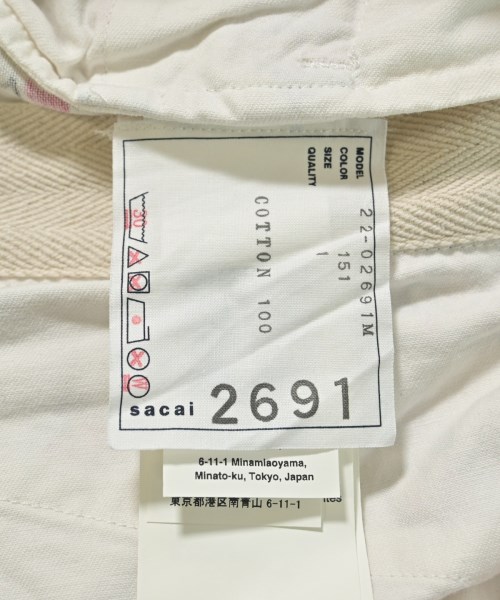 MODEL 22-02691M
COLOR 151
SIZE 1
QUALITY
COTTON 100
30
W
sacai 2691
6-11-1 Minamiaoyama,
Minato-ku, Tokyo, Japan
東京都港区南青山 6-11-1
ites